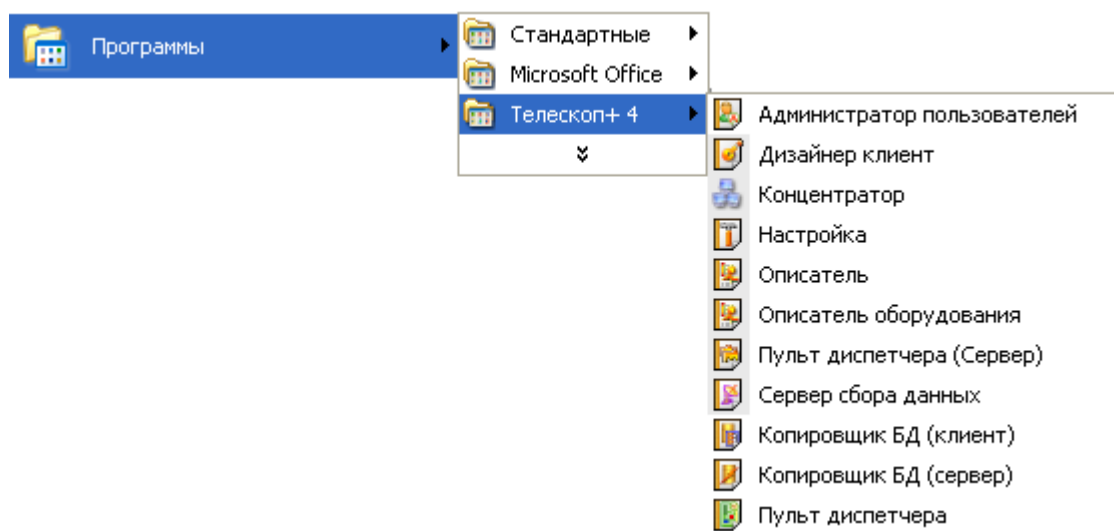 Программы
Стандартные
Microsoft Office
Телескоп+ 4
Администратор пользователей
Дизайнер клиент
Концентратор
Настройка
Описатель
Описатель оборудования
Пульт диспетчера (Сервер)
Сервер сбора данных
Копировщик БД (клиент)
Копировщик БД (сервер)
Пульт диспетчера